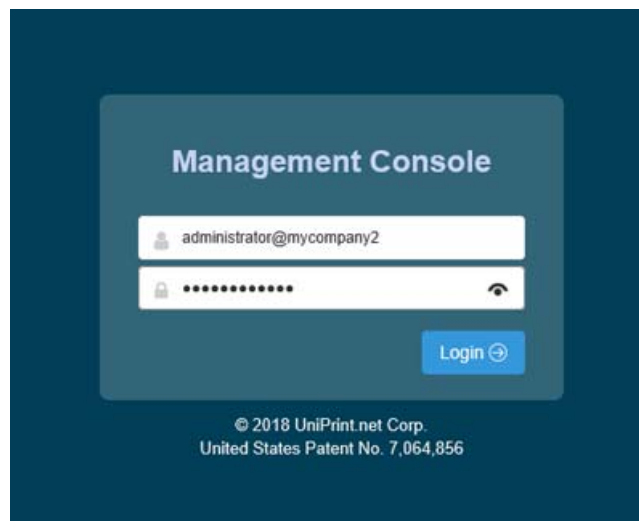 Management Console
administrator@mycompany2
••••••••••••
Login
© 2018 UniPrint.net Corp.
United States Patent No. 7,064,856